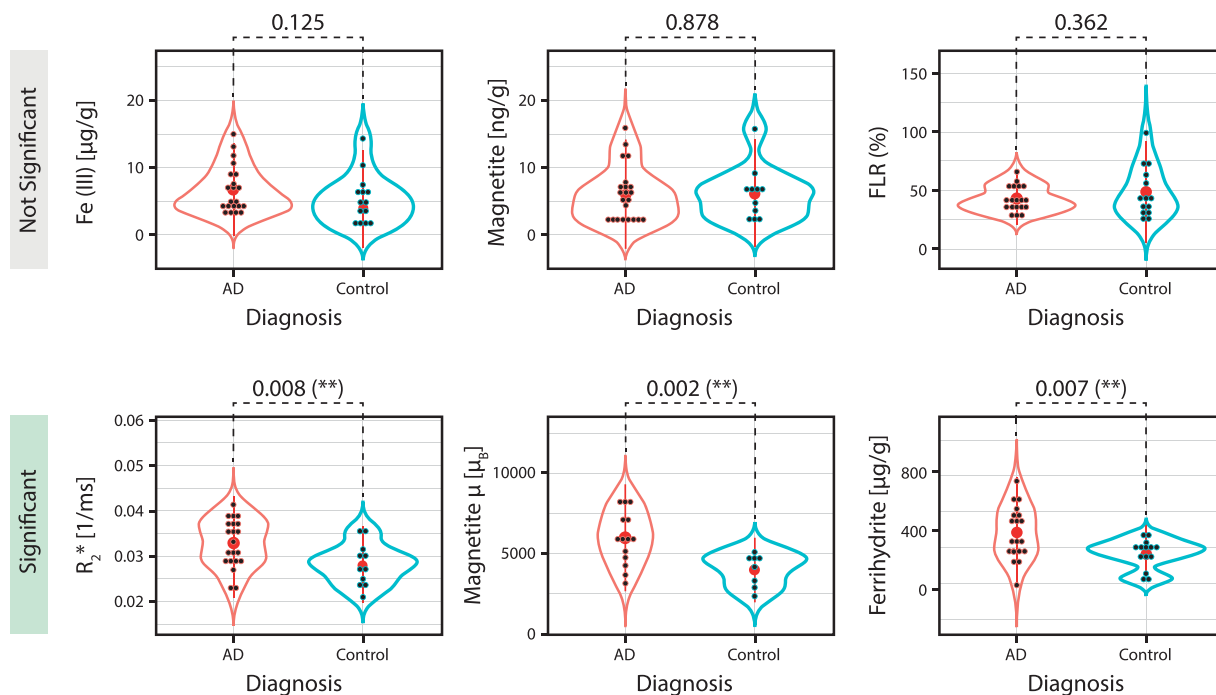 Not Significant
0.125
Fe (III) [µg/g]
20
10
0
AD Control
Diagnosis
0.878
Magnetite [ng/g]
20
10
0
AD Control
Diagnosis
0.362
FLR (%)
150
100
50
0
AD Control
Diagnosis
Significant
0.008 (**)
R₂* [1/ms]
0.06
0.05
0.04
0.03
0.02
AD Control
Diagnosis
0.002 (**)
Magnetite µ [µ_B]
10000
5000
0
AD Control
Diagnosis
0.007 (**)
Ferrihydrite [µg/g]
800
400
0
AD Control
Diagnosis